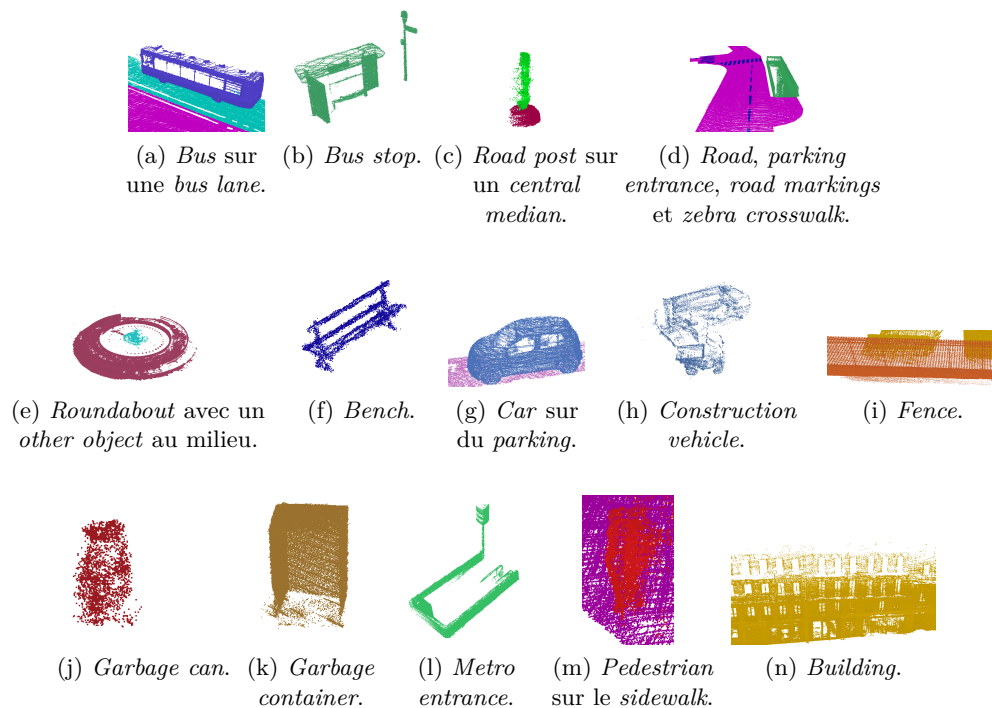 (a) Bus sur
une bus lane.
(b) Bus stop.
(c) Road post sur
un central
median.
(d) Road, parking
entrance, road markings
et zebra crosswalk.
(e) Roundabout avec un
other object au milieu.
(f) Bench.
(g) Car sur
du parking.
(h) Construction
vehicle.
(i) Fence.
(j) Garbage can.
(k) Garbage
container.
(l) Metro
entrance.
(m) Pedestrian
sur le sidewalk.
(n) Building.